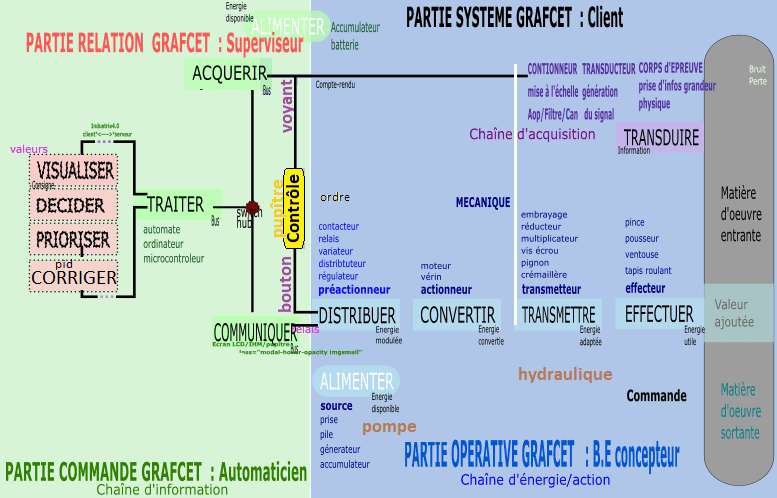 Energie
disponible
ALIMENTER
Accumulateur
batterie
PARTIE SYSTEME GRAFCET : Client
PARTIE RELATION GRAFCET : Superviseur
ACQUERIR
Bus
Compte-rendu
voyant
CONTIONNEUR
mise à l'échelle
Aop/Filtre/Can
TRANSDUCTEUR
génération
du signal
CORPS d'EPREUVE
prise d'infos grandeur
physique
Bruit
Perte
Chaîne d'acquisition
TRANSDUIRE
Information
Industrie4.0
client"<---->"serveur
valeurs
VISUALISER
Consigne
DECIDER
PRIORISER
pid
CORRIGER
TRAITER
Bus
automate
ordinateur
microcontroleur
switch
hub
pupître
Contrôle
bouton
ordre
contacteur
relais
variateur
distribtuteur
régulateur
préactionneur
DISTRIBUER
Energie
modulée
moteur
vérin
actionneur
CONVERTIR
Energie
convertie
MECANIQUE
embrayage
réducteur
multiplicateur
vis écrou
pignon
crémaillère
transmetteur
TRANSMETTRE
Energie
adaptée
pince
pousseur
ventouse
tapis roulant
effecteur
EFFECTUER
Energie
utile
Matière
d'oeuvre
entrante
Valeur
ajoutée
Matière
d'oeuvre
sortante
COMMUNIQUER
relais
Bus
Ecran LCD/IHM/pupitre
"*ss="modal-hover-opacity imgemail"
ALIMENTER
Energie
disponible
source
prise
pile
génerateur
accumulateur
pompe
hydraulique
Commande
PARTIE COMMANDE GRAFCET : Automaticien
Chaîne d'information
PARTIE OPERATIVE GRAFCET : B.E concepteur
Chaîne d'énergie/action